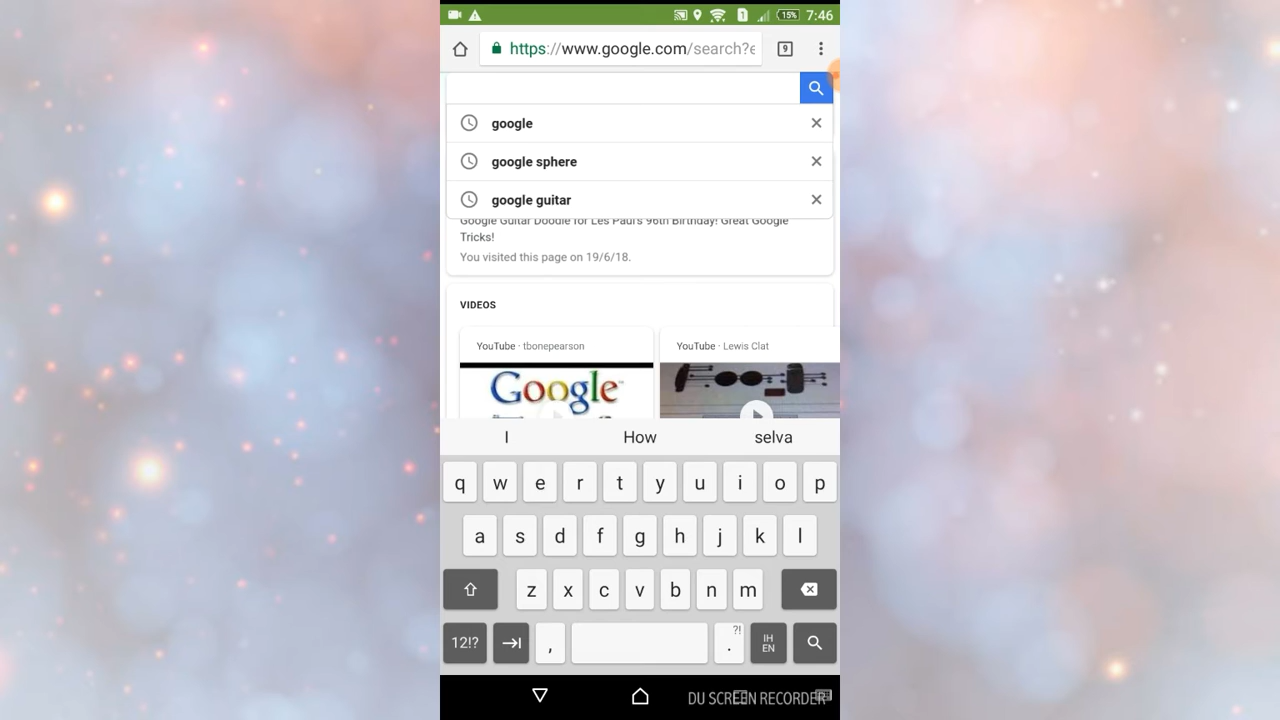 15% 7:46
https://www.google.com/search?e 9
google
google sphere
google guitar
Google Guitar Doodle for Les Paul's 96th Birthday! Great Google
Tricks!
You visited this page on 19/6/18.
VIDEOS
YouTube · tbonepearson
YouTube · Lewis Clat
Google™
I How selva
q w e r t y u i o p
a s d f g h j k l
z x c v b n m
12!? , ?! . IH EN
DU SCREEN RECORDER